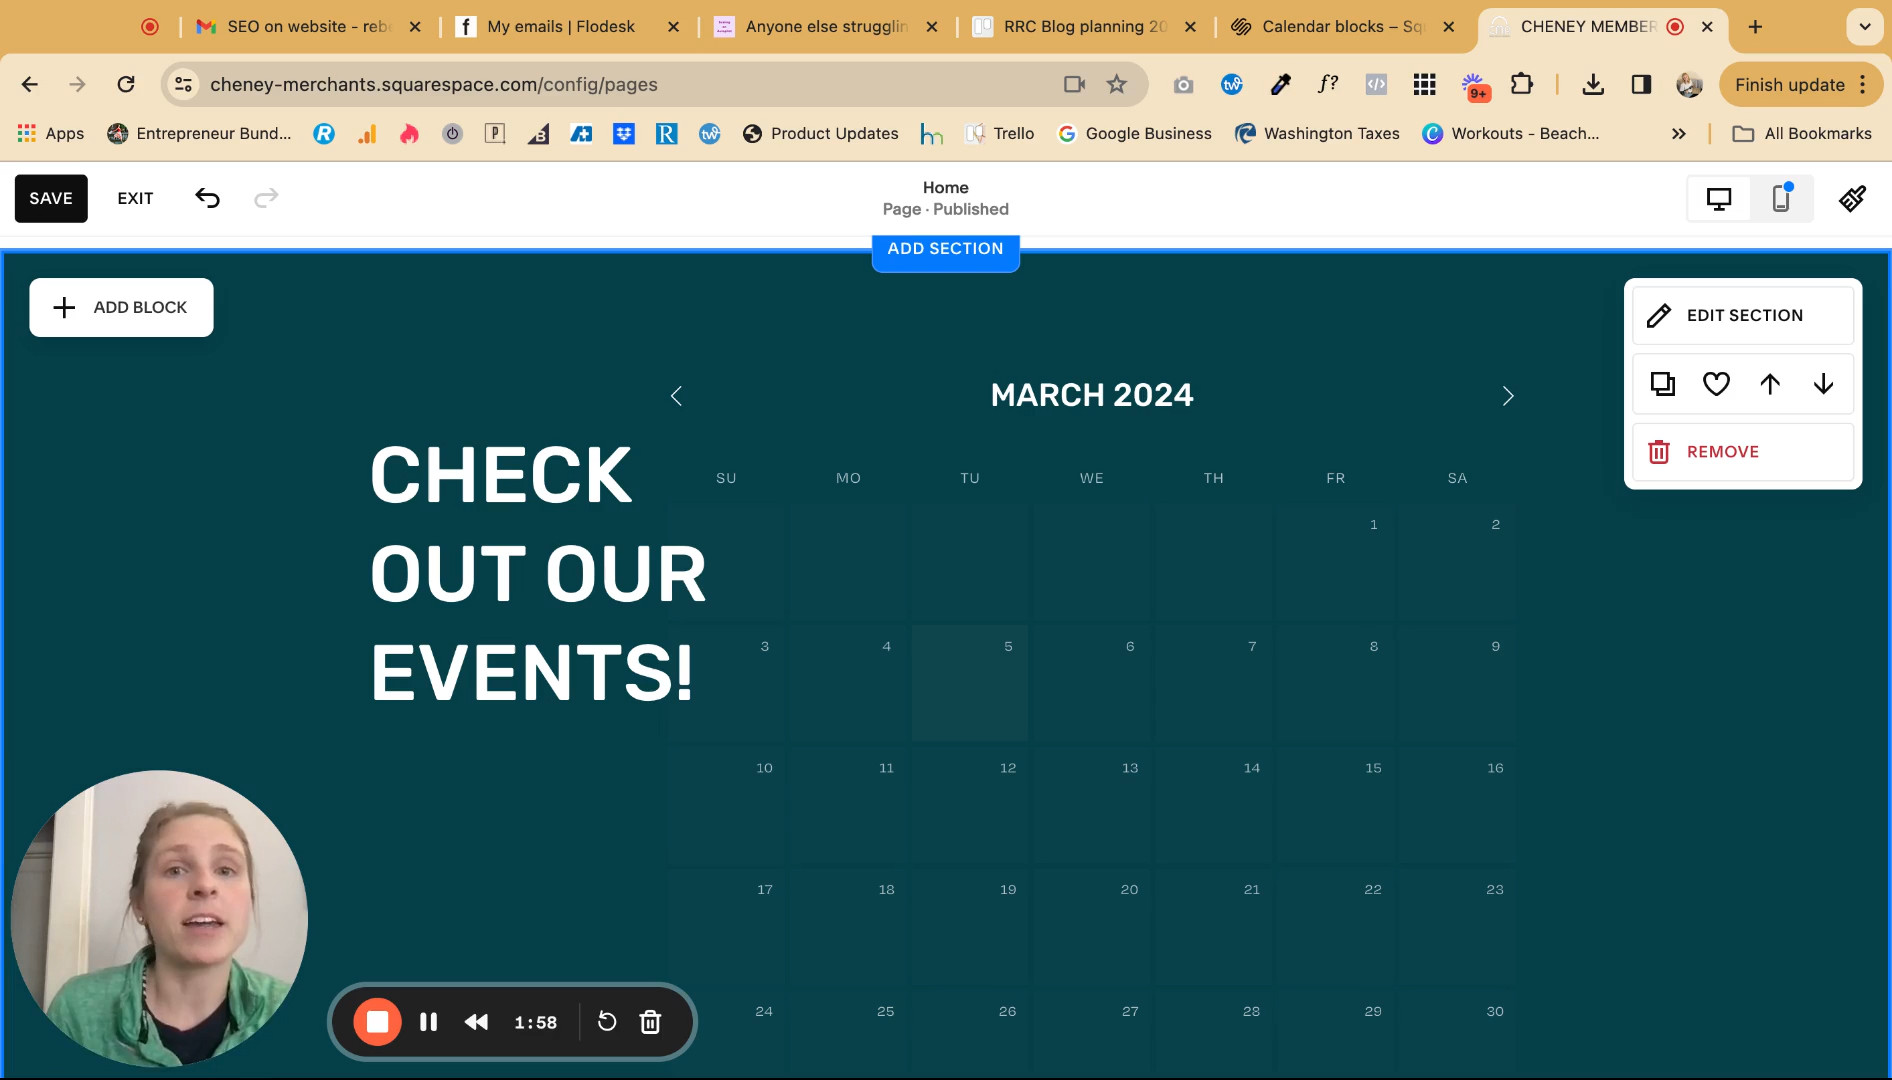 SEO on website - reb
My emails | Flodesk
Anyone else strugglin
RRC Blog planning 20
Calendar blocks – Sq
CHENEY MEMBER
cheney-merchants.squarespace.com/config/pages
f?
tw
9+
Finish update
Apps
Entrepreneur Bund...
Product Updates
Trello
Google Business
Washington Taxes
Workouts - Beach...
All Bookmarks
SAVE
EXIT
Home
Page · Published
ADD SECTION
ADD BLOCK
EDIT SECTION
REMOVE
MARCH 2024
CHECK
OUT OUR
EVENTS!
SU MO TU WE TH FR SA
1 2
3 4 5 6 7 8 9
10 11 12 13 14 15 16
17 18 19 20 21 22 23
24 25 26 27 28 29 30
1:58